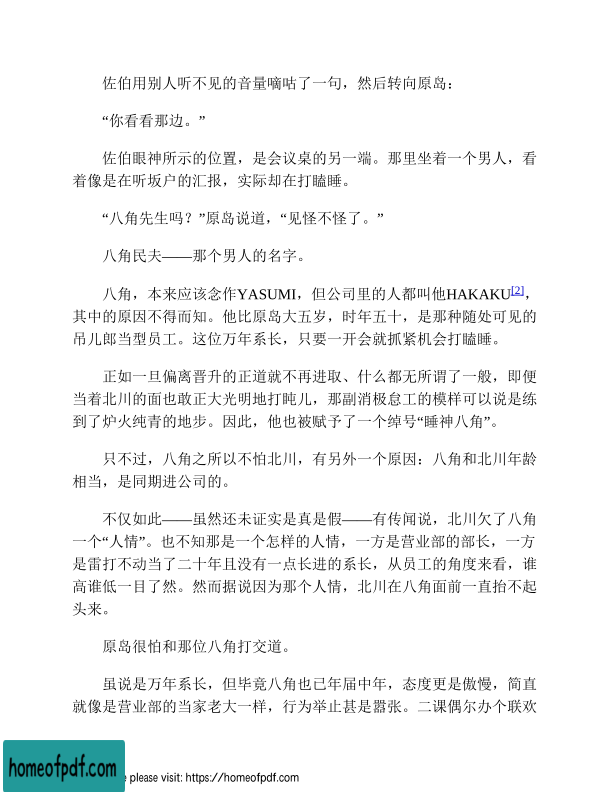 佐伯用别人听不见的音量嘀咕了一句，然后转向原岛：
“你看看那边。”
佐伯眼神所示的位置，是会议桌的另一端。那里坐着一个男人，看
着像是在听坂户的汇报，实际却在打瞌睡。
“八角先生吗？”原岛说道，“见怪不怪了。”
八角民夫——那个男人的名字。
八角，本来应该念作YASUMI，但公司里的人都叫他HAKAKU[2]，
其中的原因不得而知。他比原岛大五岁，时年五十，是那种随处可见的
吊儿郎当型员工。这位万年系长，只要一开会就抓紧机会打瞌睡。
正如一旦偏离晋升的正道就不再进取、什么都无所谓了一般，即便
当着北川的面也敢正大光明地打盹儿，那副消极怠工的模样可以说是练
到了炉火纯青的地步。因此，他也被赋予了一个绰号“睡神八角”。
只不过，八角之所以不怕北川，有另外一个原因：八角和北川年龄
相当，是同期进公司的。
不仅如此——虽然还未证实是真是假——有传闻说，北川欠了八角
一个“人情”。也不知那是一个怎样的人情，一方是营业部的部长，一方
是雷打不动当了二十年且没有一点长进的系长，从员工的角度来看，谁
高谁低一目了然。然而据说因为那个人情，北川在八角面前一直抬不起
头来。
原岛很怕和那位八角打交道。
虽说是万年系长，但毕竟八角也已年届中年，态度更是傲慢，简直
就像是营业部的当家老大一样，行为举止甚是嚣张。二课偶尔办个联欢
homeofpdf.com
e please visit: https://homeofpdf.com